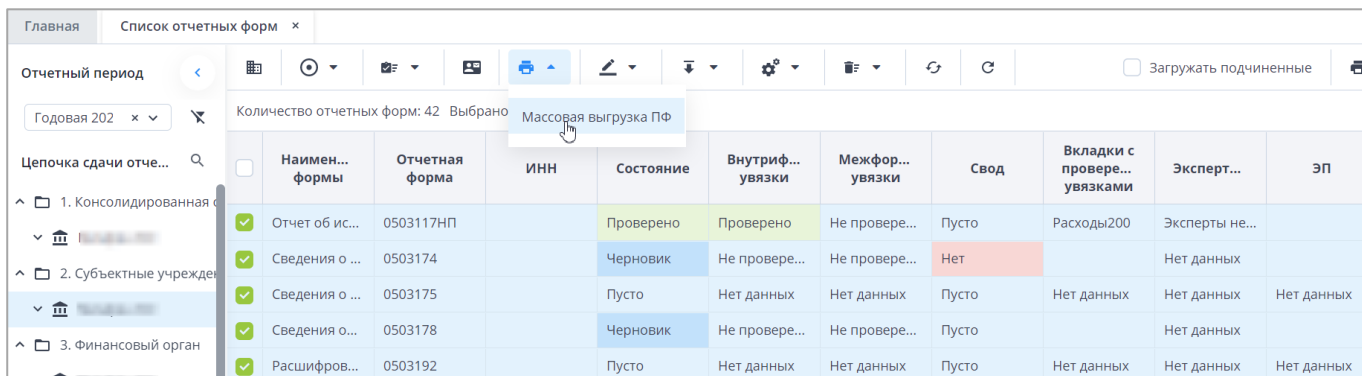 Главная Список отчетных форм ×
Отчетный период
Загружать подчиненные
Годовая 202 ×
Количество отчетных форм: 42 Выбрано
Массовая выгрузка ПФ
Цепочка сдачи отче...
Наимен... формы Отчетная форма ИНН Состояние Внутриф... увязки Межфор... увязки Свод Вкладки с провере... увязками Эксперт... ЭП
1. Консолидированная
Отчет об ис... 0503117НП Проверено Проверено Не провере... Пусто Расходы200 Эксперты не...
Сведения о ... 0503174 Черновик Не провере... Не провере... Нет Нет данных
2. Субъектные учрежде
Сведения о ... 0503175 Пусто Нет данных Нет данных Пусто Нет данных Нет данных Нет данных
Сведения о... 0503178 Черновик Не провере... Не провере... Пусто Нет данных
3. Финансовый орган
Расшифров... 0503192 Пусто Нет данных Нет данных Пусто Нет данных Нет данных Нет данных